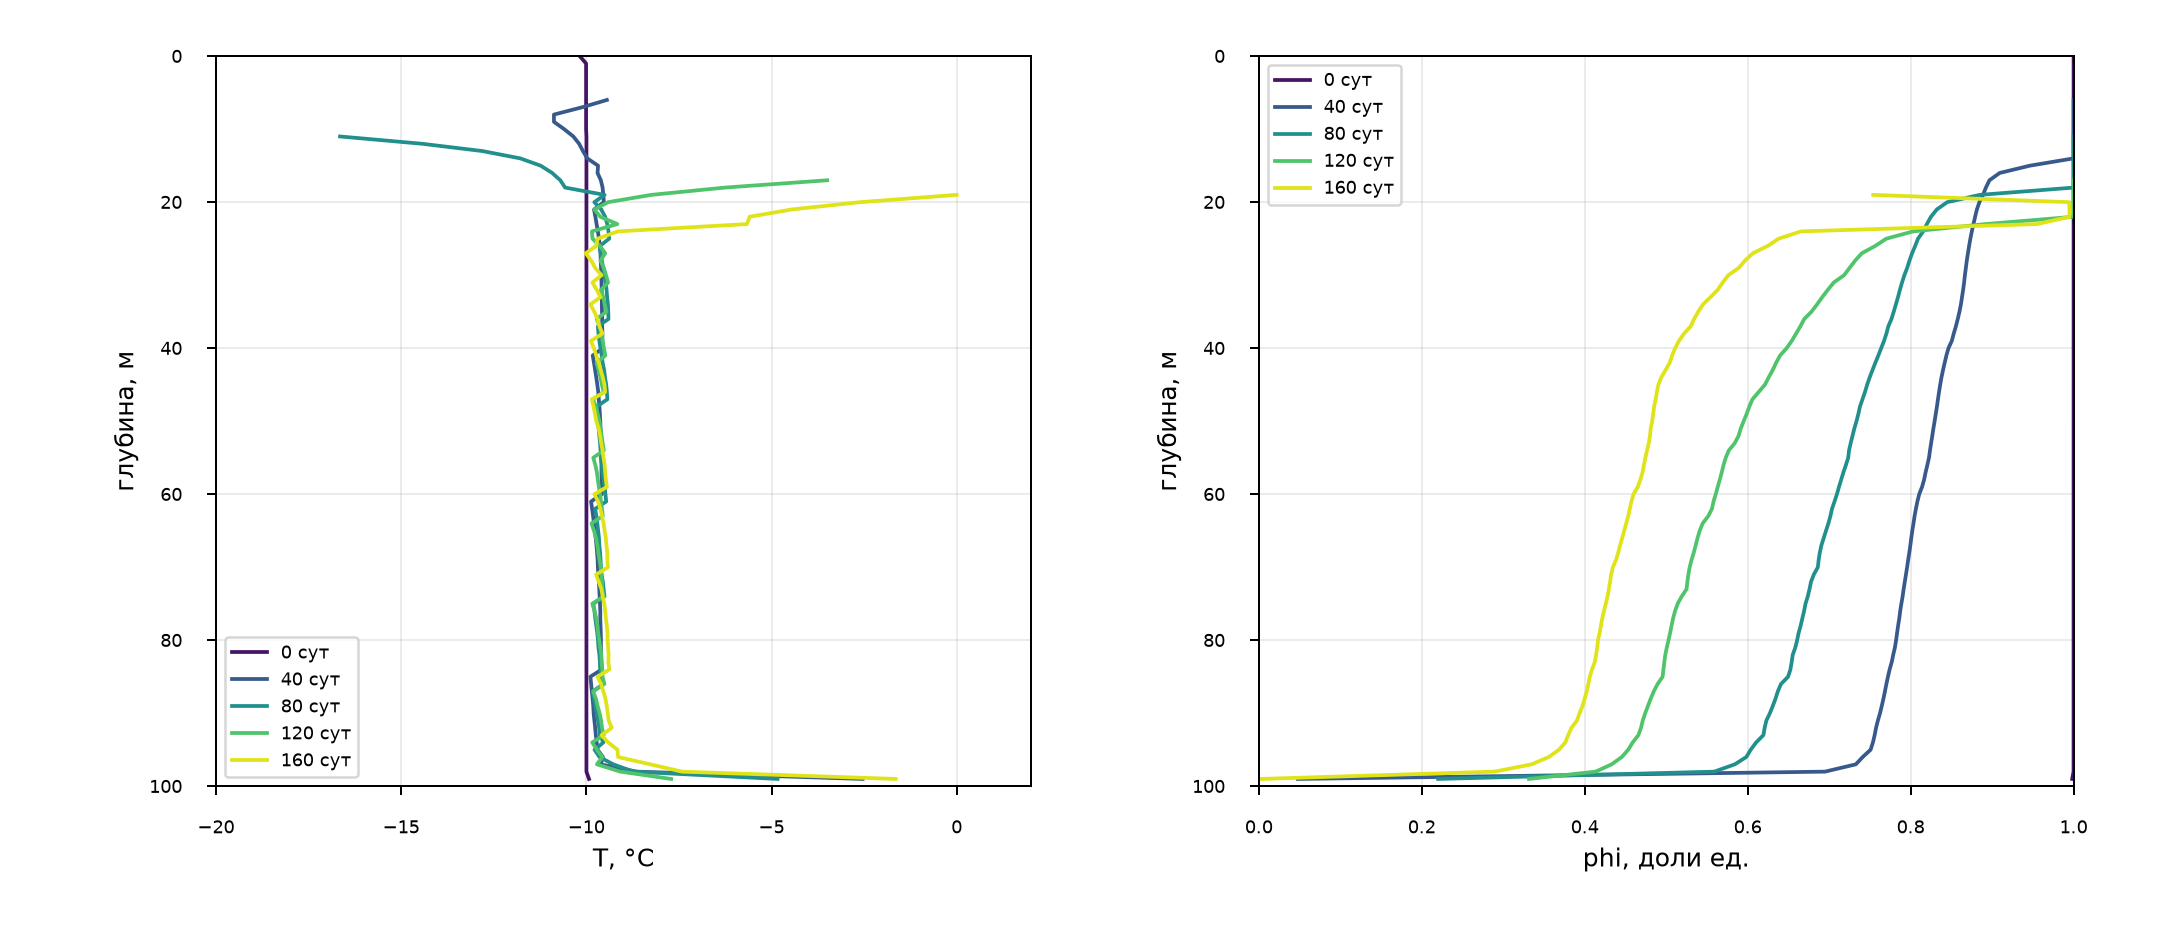 0
20
40
60
80
100
глубина, м
0 сут
40 сут
80 сут
120 сут
160 сут
−20
−15
−10
−5
0
T, °C
0
20
40
60
80
100
глубина, м
0 сут
40 сут
80 сут
120 сут
160 сут
0.0
0.2
0.4
0.6
0.8
1.0
phi, доли ед.